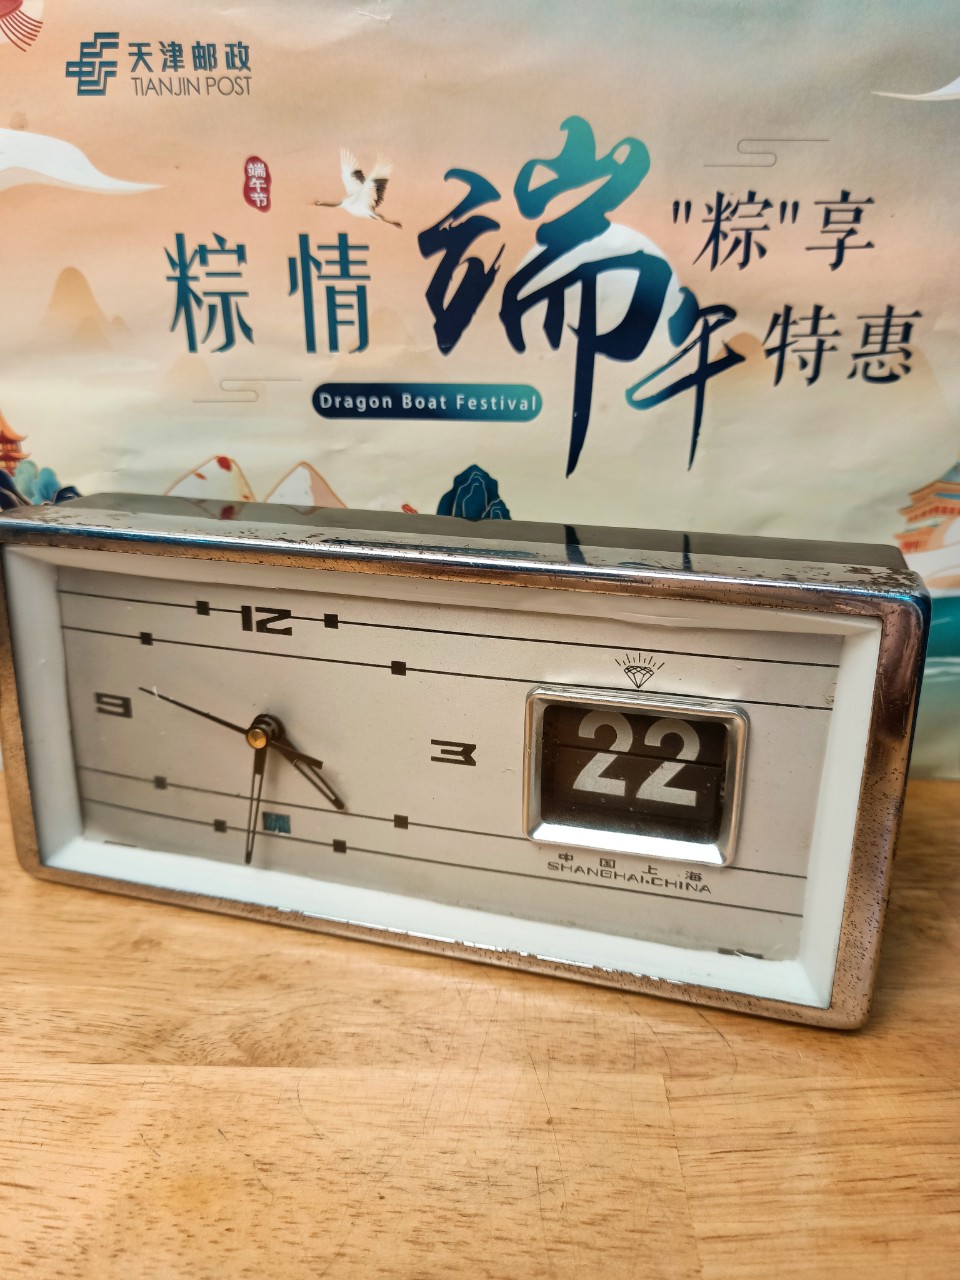 天津邮政
TIANJIN POST
端午节
粽情
端午
"粽"享
特惠
Dragon Boat Festival
12
9
3
22
中国上海
SHANGHAI.CHINA